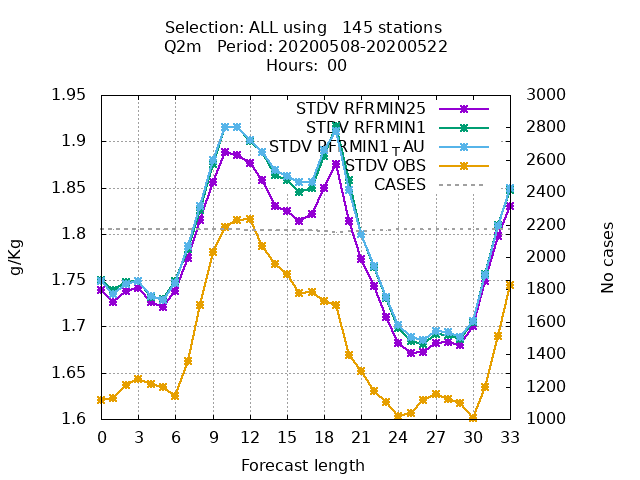 Selection: ALL using   145 stations
Q2m   Period: 20200508-20200522
Hours: 00
STDV RFRMIN25
STDV RFRMIN1
STDV RFRMIN1┬AU
STDV OBS
CASES
1.95
1.9
1.85
1.8
1.75
1.7
1.65
1.6
g/Kg
3000
2800
2600
2400
2200
2000
1800
1600
1400
1200
1000
No cases
0 3 6 9 12 15 18 21 24 27 30 33
Forecast length